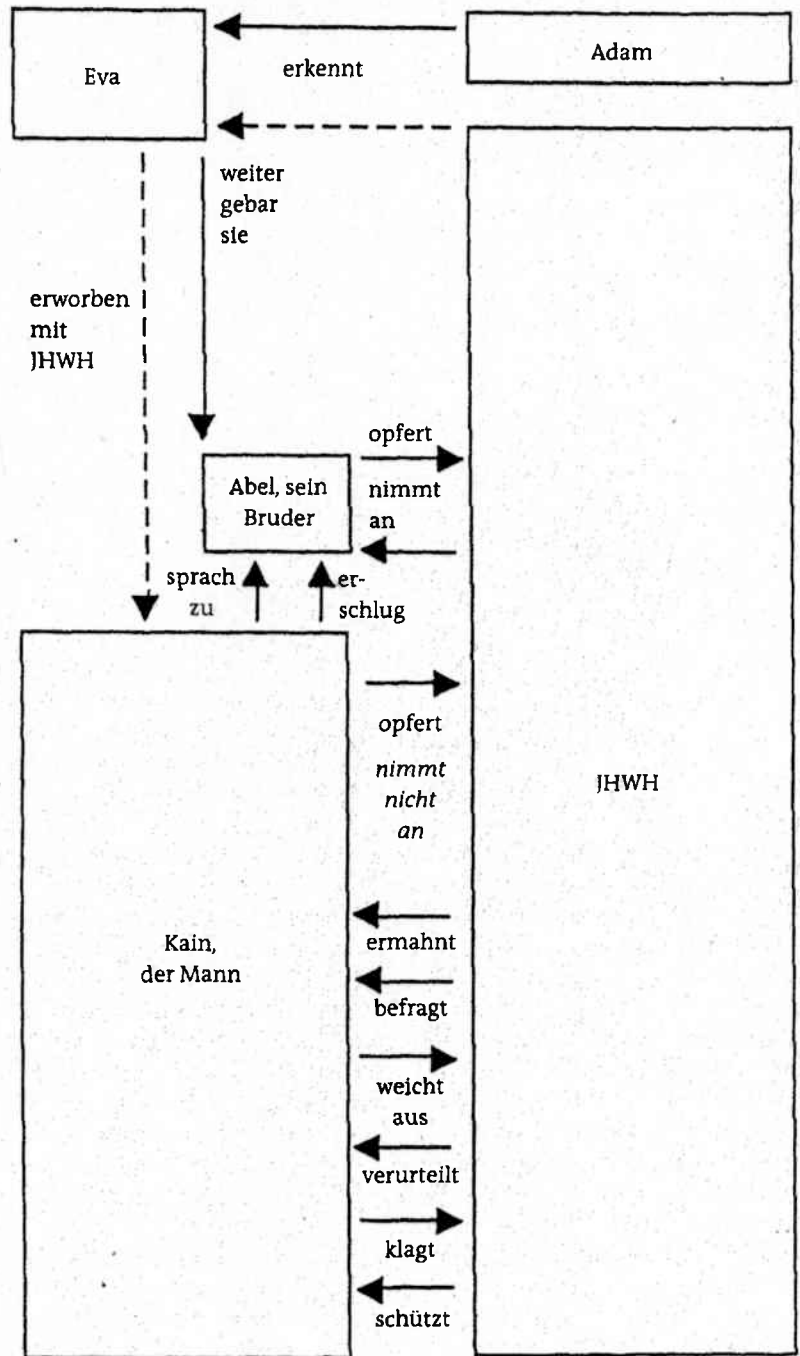 Eva
erkennt
Adam
weiter
gebar
sie
erworben
mit
JHWH
Abel, sein
Bruder
opfert
nimmt
an
sprach
zu
er-
schlug
opfert
nimmt
nicht
an
JHWH
Kain,
der Mann
ermahnt
befragt
weicht
aus
verurteilt
klagt
schützt